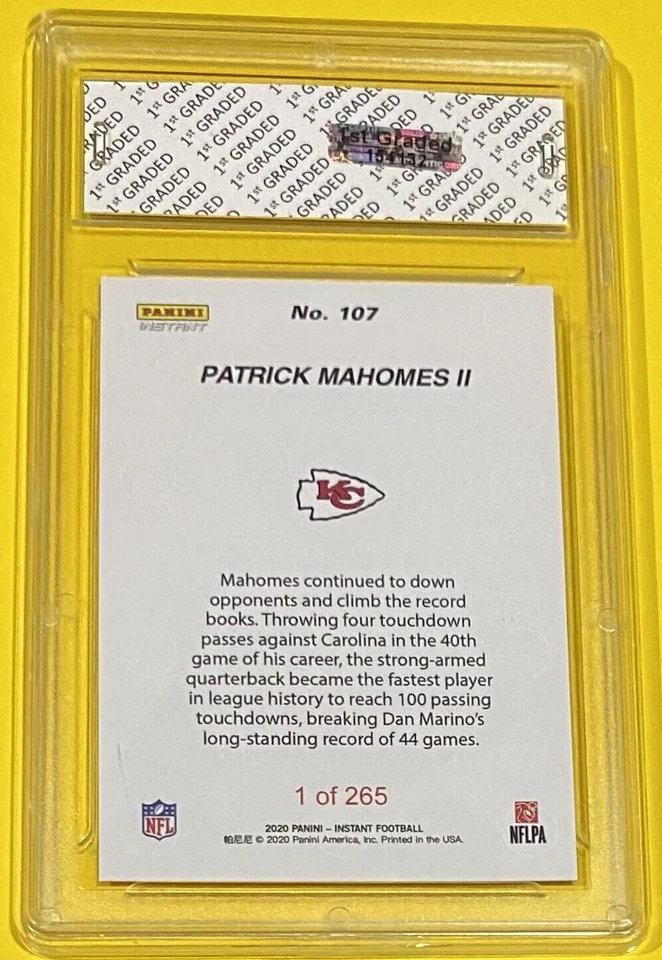 1st GRADED
1st Graded
154152
PANINI
INSTANT
No. 107
PATRICK MAHOMES II
KC
Mahomes continued to down
opponents and climb the record
books. Throwing four touchdown
passes against Carolina in the 40th
game of his career, the strong-armed
quarterback became the fastest player
in league history to reach 100 passing
touchdowns, breaking Dan Marino's
long-standing record of 44 games.
1 of 265
NFL
2020 PANINI – INSTANT FOOTBALL
帕尼尼 © 2020 Panini America, Inc. Printed in the USA.
NFLPA